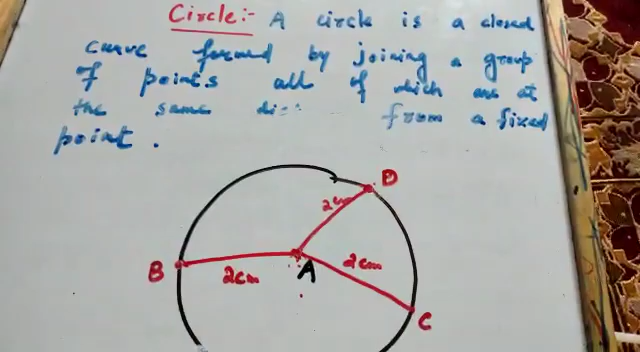 Circle:- A circle is a closed
curve formed by joining a group
of points all of which are at
the same from a fixed
point.
D
2cm
B
2cm
A
2cm
C